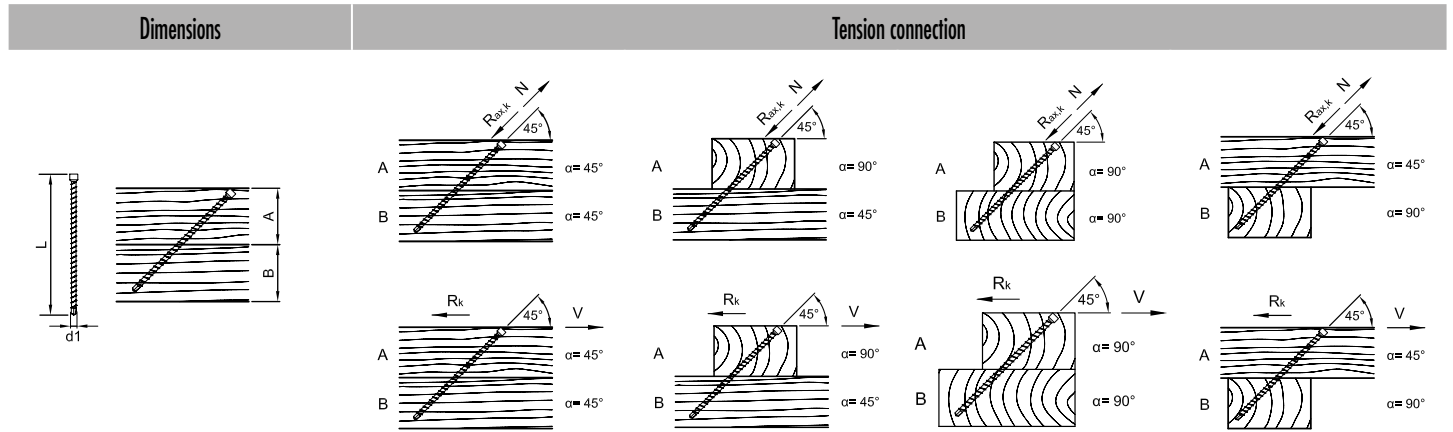 Dimensions
Tension connection
L
d1
A
B
Rax,k N
45°
A α= 45°
B α= 45°
Rax,k N
45°
A α= 90°
B α= 45°
Rax,k N
45°
A α= 90°
B α= 90°
Rax,k N
45°
A α= 45°
B α= 90°
Rk 45° V
A α= 45°
B α= 45°
Rk 45° V
A α= 90°
B α= 45°
Rk 45° V
A α= 90°
B α= 90°
Rk 45° V
A α= 45°
B α= 90°